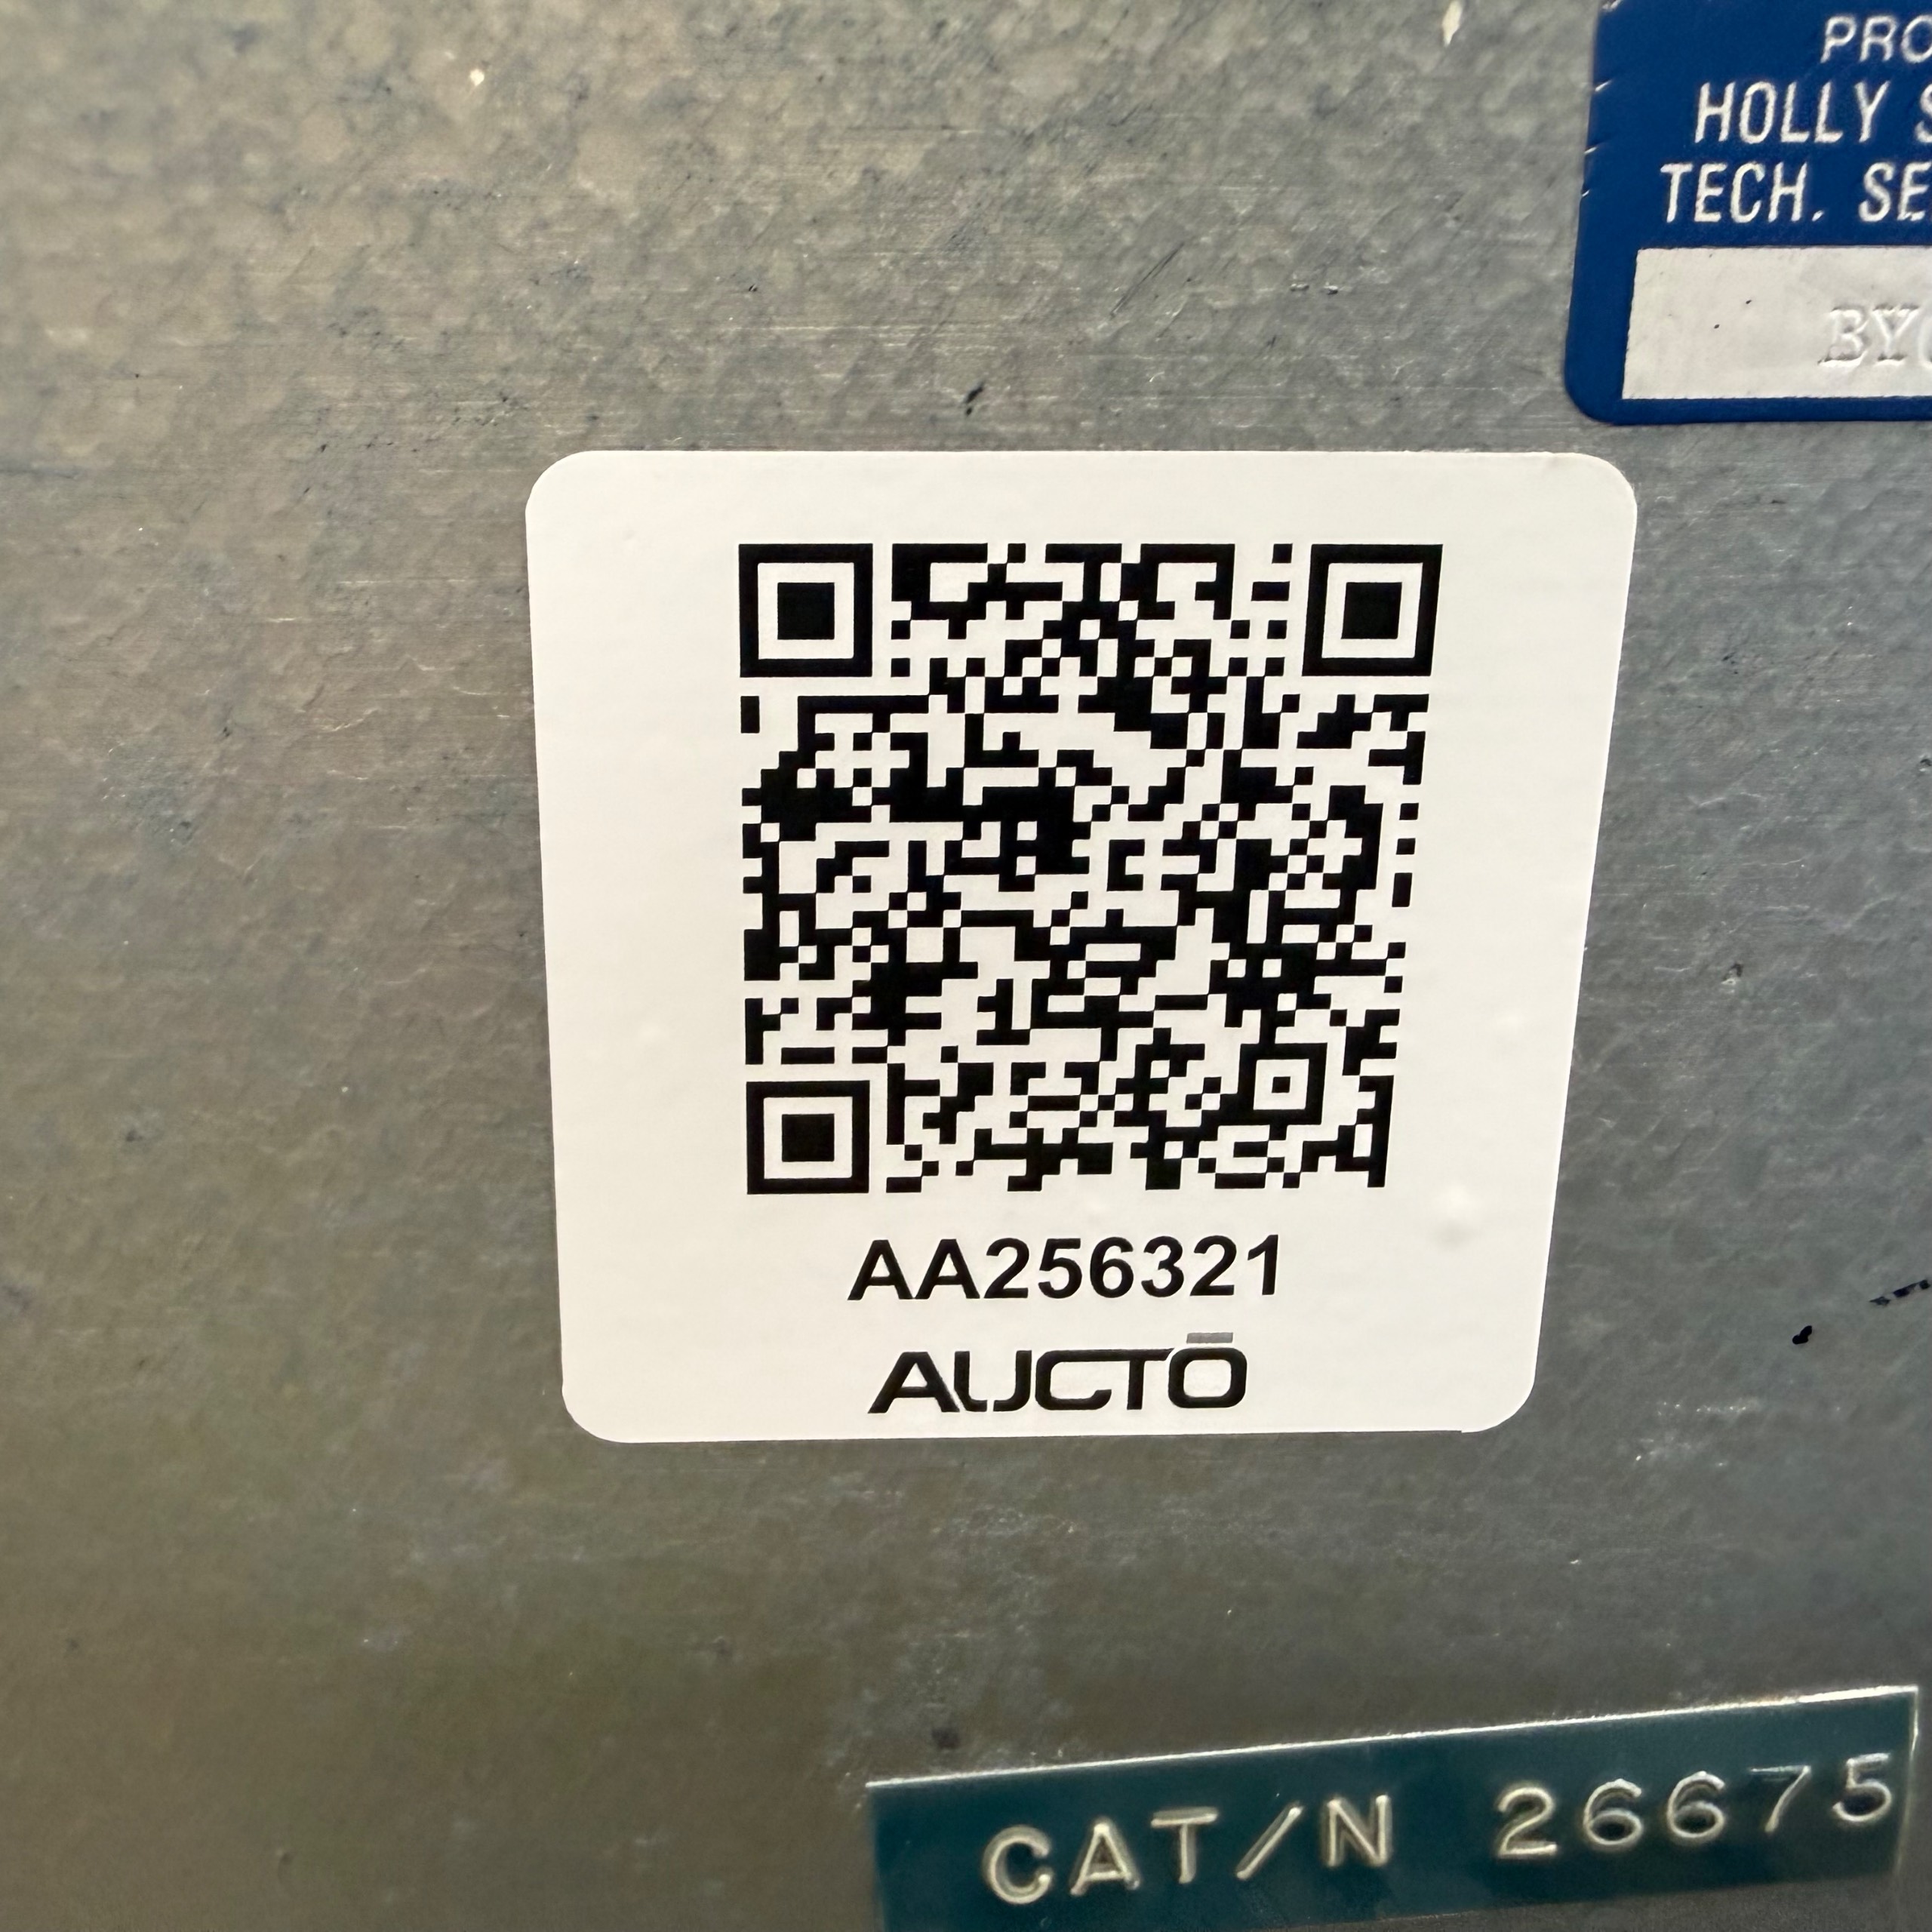 PRO
HOLLY S
TECH. SE
BY
AA256321
AUCTŌ
CAT/N 26675